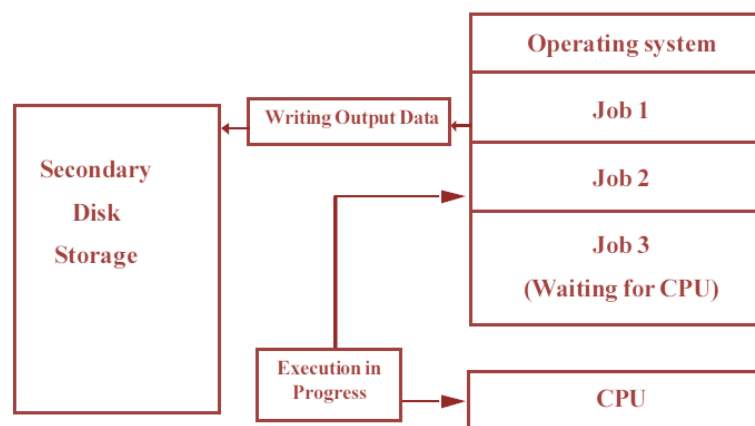 Operating system
Job 1
Writing Output Data
Secondary
Disk
Storage
Job 2
Job 3
(Waiting for CPU)
Execution in
Progress
CPU